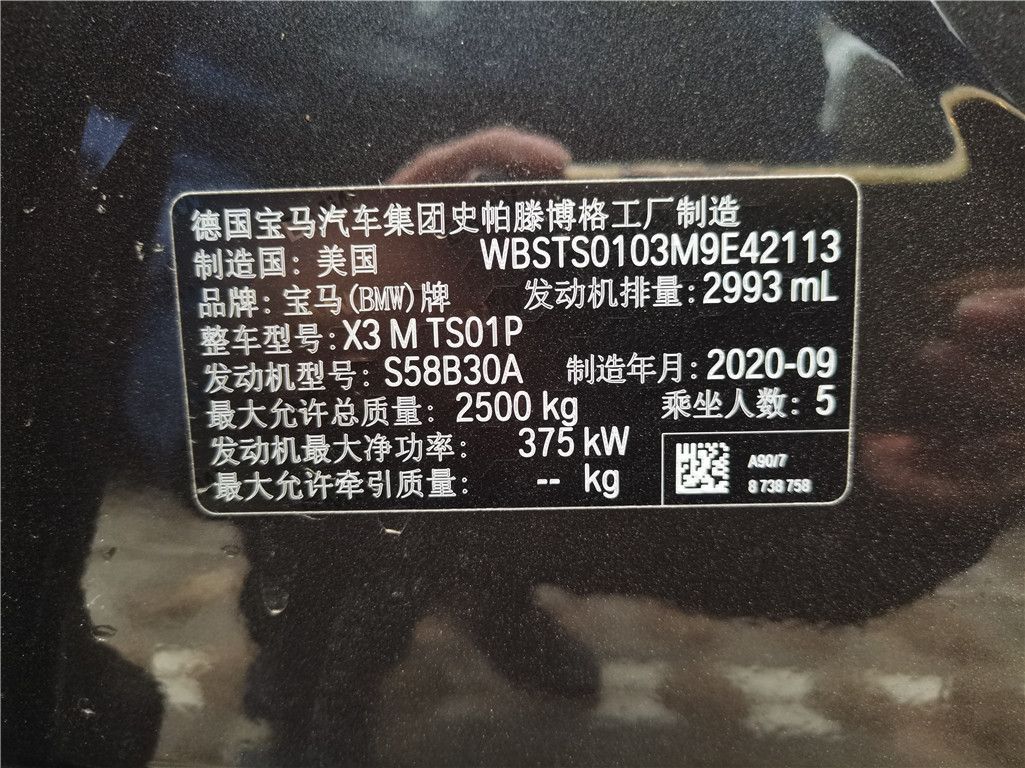 德国宝马汽车集团史帕滕博格工厂制造
制造国: 美国 WBSTS0103M9E42113
品牌: 宝马(BMW)牌 发动机排量: 2993 mL
整车型号: X3 M TS01P
发动机型号: S58B30A 制造年月: 2020-09
最大允许总质量: 2500 kg 乘坐人数: 5
发动机最大净功率: 375 kW
最大允许牵引质量: -- kg
A90/7
8 738 758